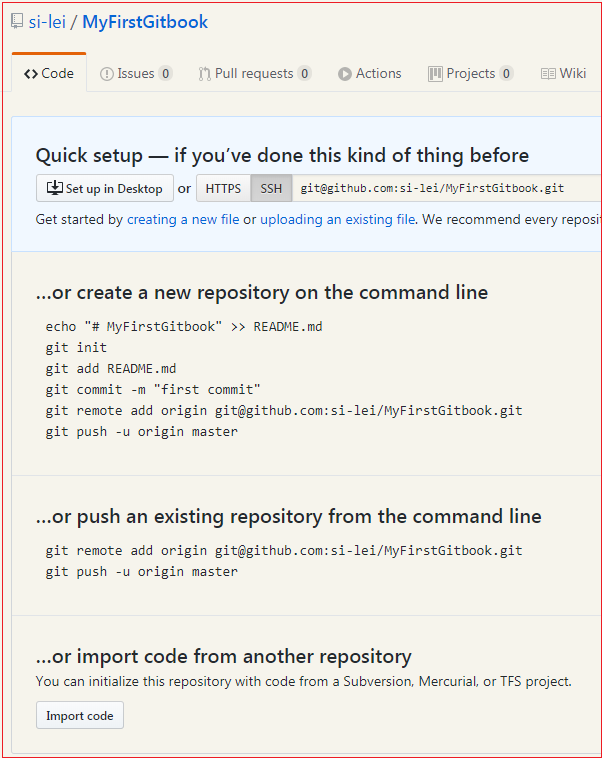 si-lei / MyFirstGitbook
Code Issues 0 Pull requests 0 Actions Projects 0 Wiki
Quick setup — if you’ve done this kind of thing before
Set up in Desktop or HTTPS SSH git@github.com:si-lei/MyFirstGitbook.git
Get started by creating a new file or uploading an existing file. We recommend every reposi
…or create a new repository on the command line
echo "# MyFirstGitbook" >> README.md
git init
git add README.md
git commit -m "first commit"
git remote add origin git@github.com:si-lei/MyFirstGitbook.git
git push -u origin master
…or push an existing repository from the command line
git remote add origin git@github.com:si-lei/MyFirstGitbook.git
git push -u origin master
…or import code from another repository
You can initialize this repository with code from a Subversion, Mercurial, or TFS project.
Import code